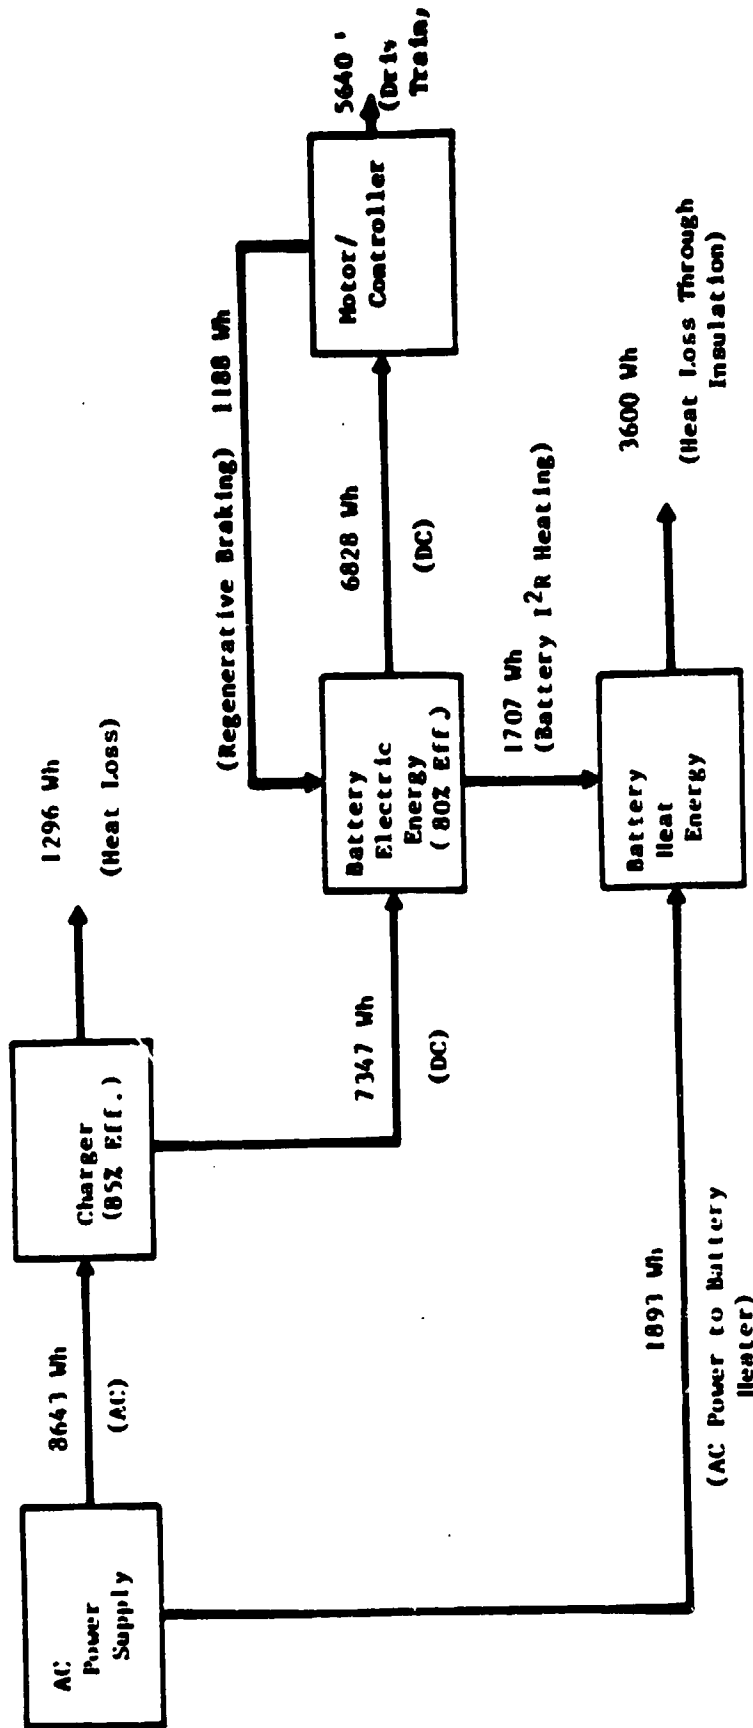 AC
Power
Supply
8643 Wh
(AC)
Charger
(85% Eff.)
1296 Wh
(Heat Loss)
7347 Wh
(DC)
(Regenerative Braking) 1188 Wh
Battery
Electric
Energy
(80% Eff.)
6828 Wh
(DC)
Motor/
Controller
5640
Train,
1707 Wh
(Battery I²R Heating)
1893 Wh
(AC Power to Battery
Heater)
Battery
Heat
Energy
3600 Wh
(Heat Loss Through
Insulation)